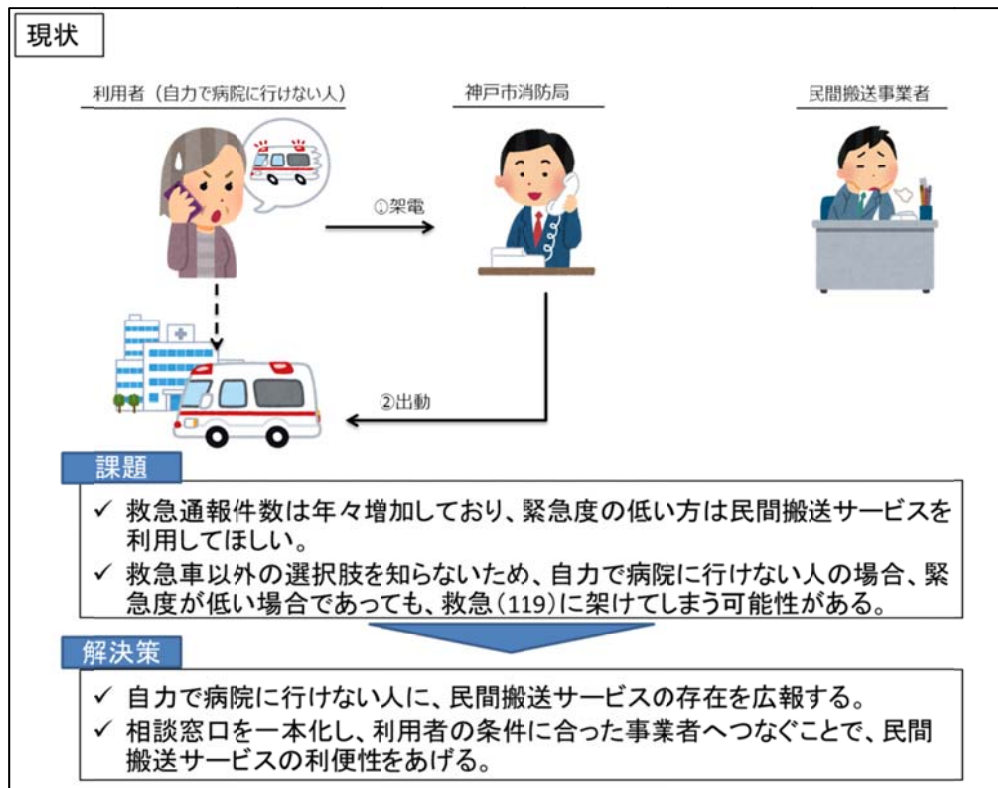 現状
利用者（自力で病院に行けない人）
神戸市消防局
民間搬送事業者
①架電
②出動
課題
✓ 救急通報件数は年々増加しており、緊急度の低い方は民間搬送サービスを
利用してほしい。
✓ 救急車以外の選択肢を知らないため、自力で病院に行けない人の場合、緊
急度が低い場合であっても、救急（119）に架けてしまう可能性がある。
解決策
✓ 自力で病院に行けない人に、民間搬送サービスの存在を広報する。
✓ 相談窓口を一本化し、利用者の条件に合った事業者へつなぐことで、民間
搬送サービスの利便性をあげる。